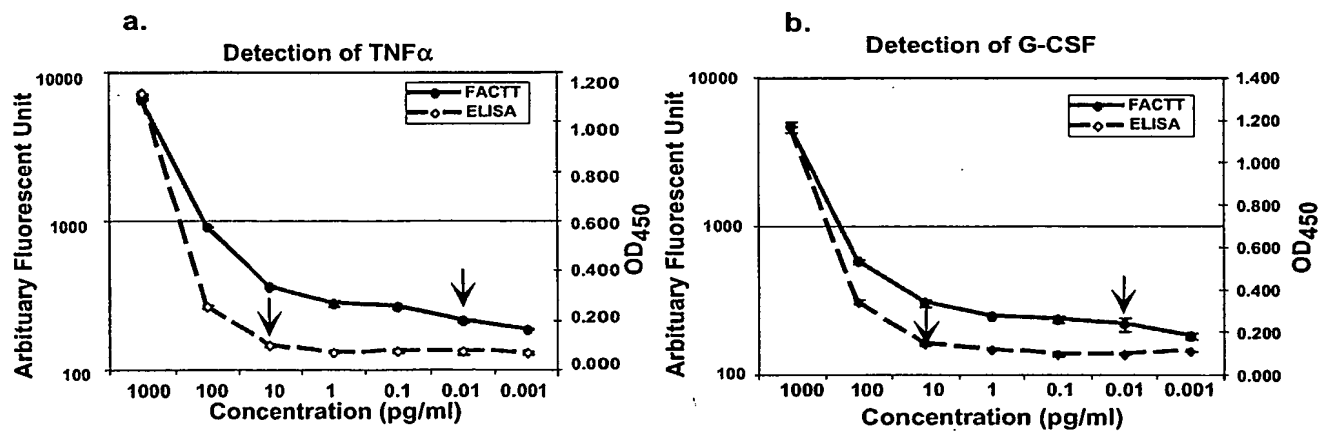 a.
Detection of TNFα
Arbituary Fluorescent Unit
10000
1000
100
FACTT
ELISA
1.200
1.000
0.800
0.600
0.400
0.200
0.000
OD450
1000 100 10 1 0.1 0.01 0.001
Concentration (pg/ml)
b.
Detection of G-CSF
Arbituary Fluorescent Unit
10000
1000
100
FACTT
ELISA
1.400
1.200
1.000
0.800
0.600
0.400
0.200
0.000
OD450
1000 100 10 1 0.1 0.01 0.001
Concentration (pg/ml)